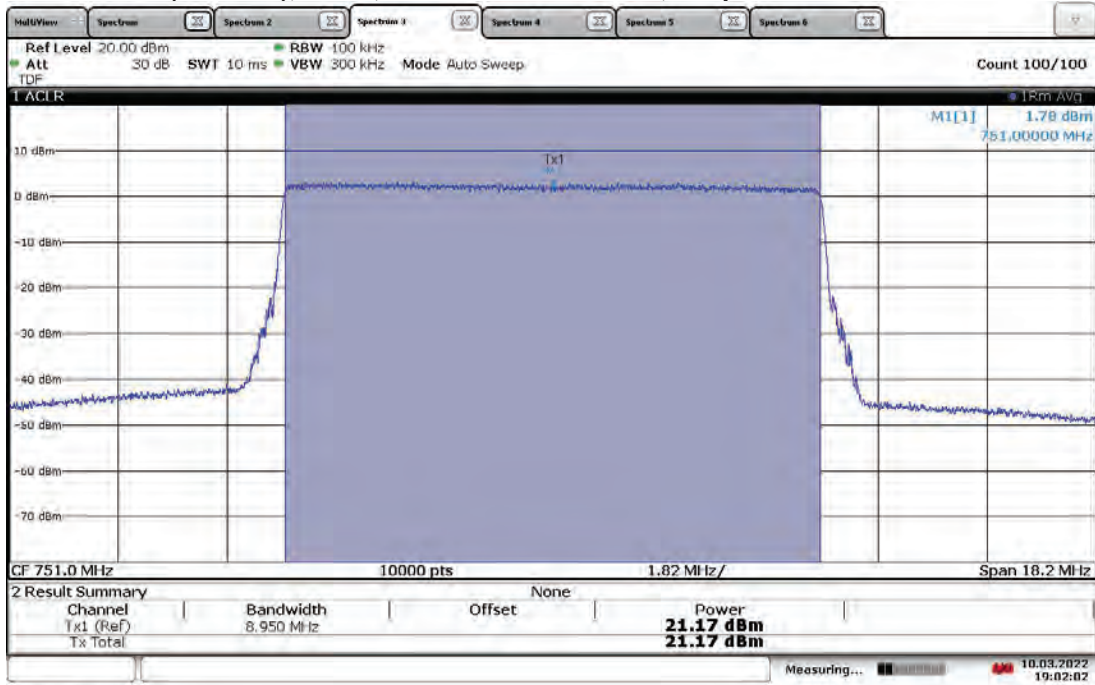 MultiView Spectrum Spectrum 2 Spectrum 3 Spectrum 4 Spectrum 5 Spectrum 6
Ref Level 20.00 dBm RBW 100 kHz
Att 30 dB SWT 10 ms VBW 300 kHz Mode Auto Sweep Count 100/100
TDF
1 ACLR 1Rm Avg
M1[1] 1.78 dBm
751.00000 MHz
10 dBm
Tx1
0 dBm
-10 dBm
-20 dBm
-30 dBm
-40 dBm
-50 dBm
-60 dBm
-70 dBm
CF 751.0 MHz 10000 pts 1.82 MHz/ Span 18.2 MHz
2 Result Summary None
Channel Bandwidth Offset Power
Tx1 (Ref) 8.950 MHz 21.17 dBm
Tx Total 21.17 dBm
Measuring... 10.03.2022
19:02:02